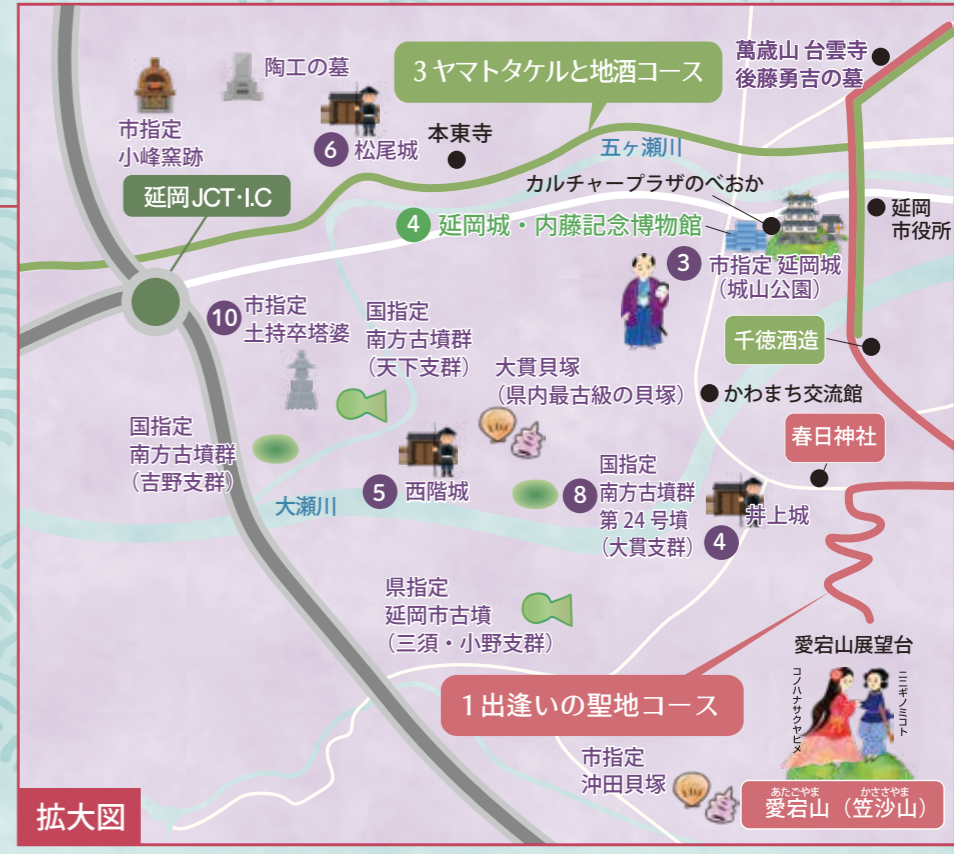 3 ヤマトタケルと地酒コース
萬歳山 台雲寺
後藤勇吉の墓
陶工の墓
市指定
小峰窯跡
6 松尾城
本東寺
五ヶ瀬川
カルチャープラザのべおか
延岡JCT・I.C
4 延岡城・内藤記念博物館
延岡
市役所
3 市指定 延岡城
(城山公園)
10 市指定
土持卒塔婆
国指定
南方古墳群
(天下支群)
千徳酒造
大貫貝塚
(県内最古級の貝塚)
かわまち交流館
国指定
南方古墳群
(吉野支群)
春日神社
5 西階城
大瀬川
8 国指定
南方古墳群
第24号墳
(大貫支群)
4 井上城
県指定
延岡市古墳
(三須・小野支群)
愛宕山展望台
コノハナサクヤヒメ
ニニギノミコト
1 出逢いの聖地コース
市指定
沖田貝塚
あたごやま かささやま
愛宕山(笠沙山)
拡大図